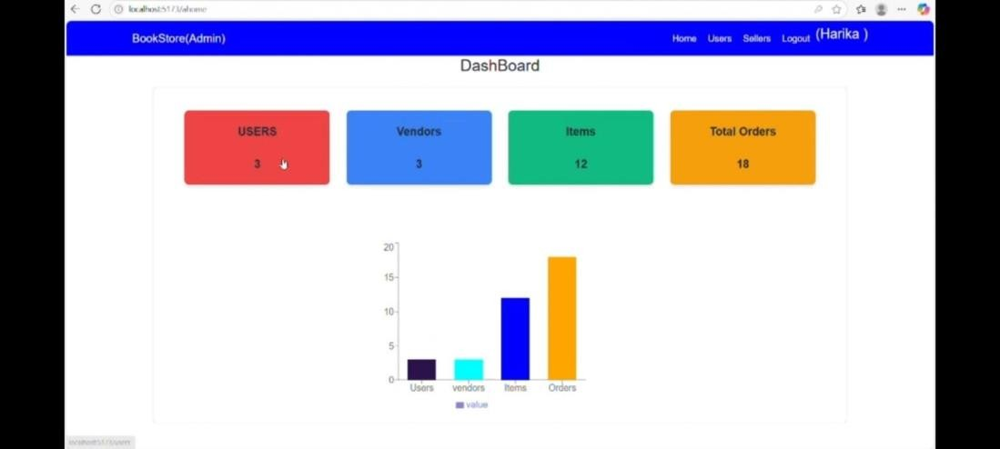 localhost:5173/ahome
BookStore(Admin)
Home Users Sellers Logout (Harika )
DashBoard
USERS Vendors Items Total Orders
3 3 12 18
20
15
10
5
0
Users vendors Items Orders
value
localhost:5173/users